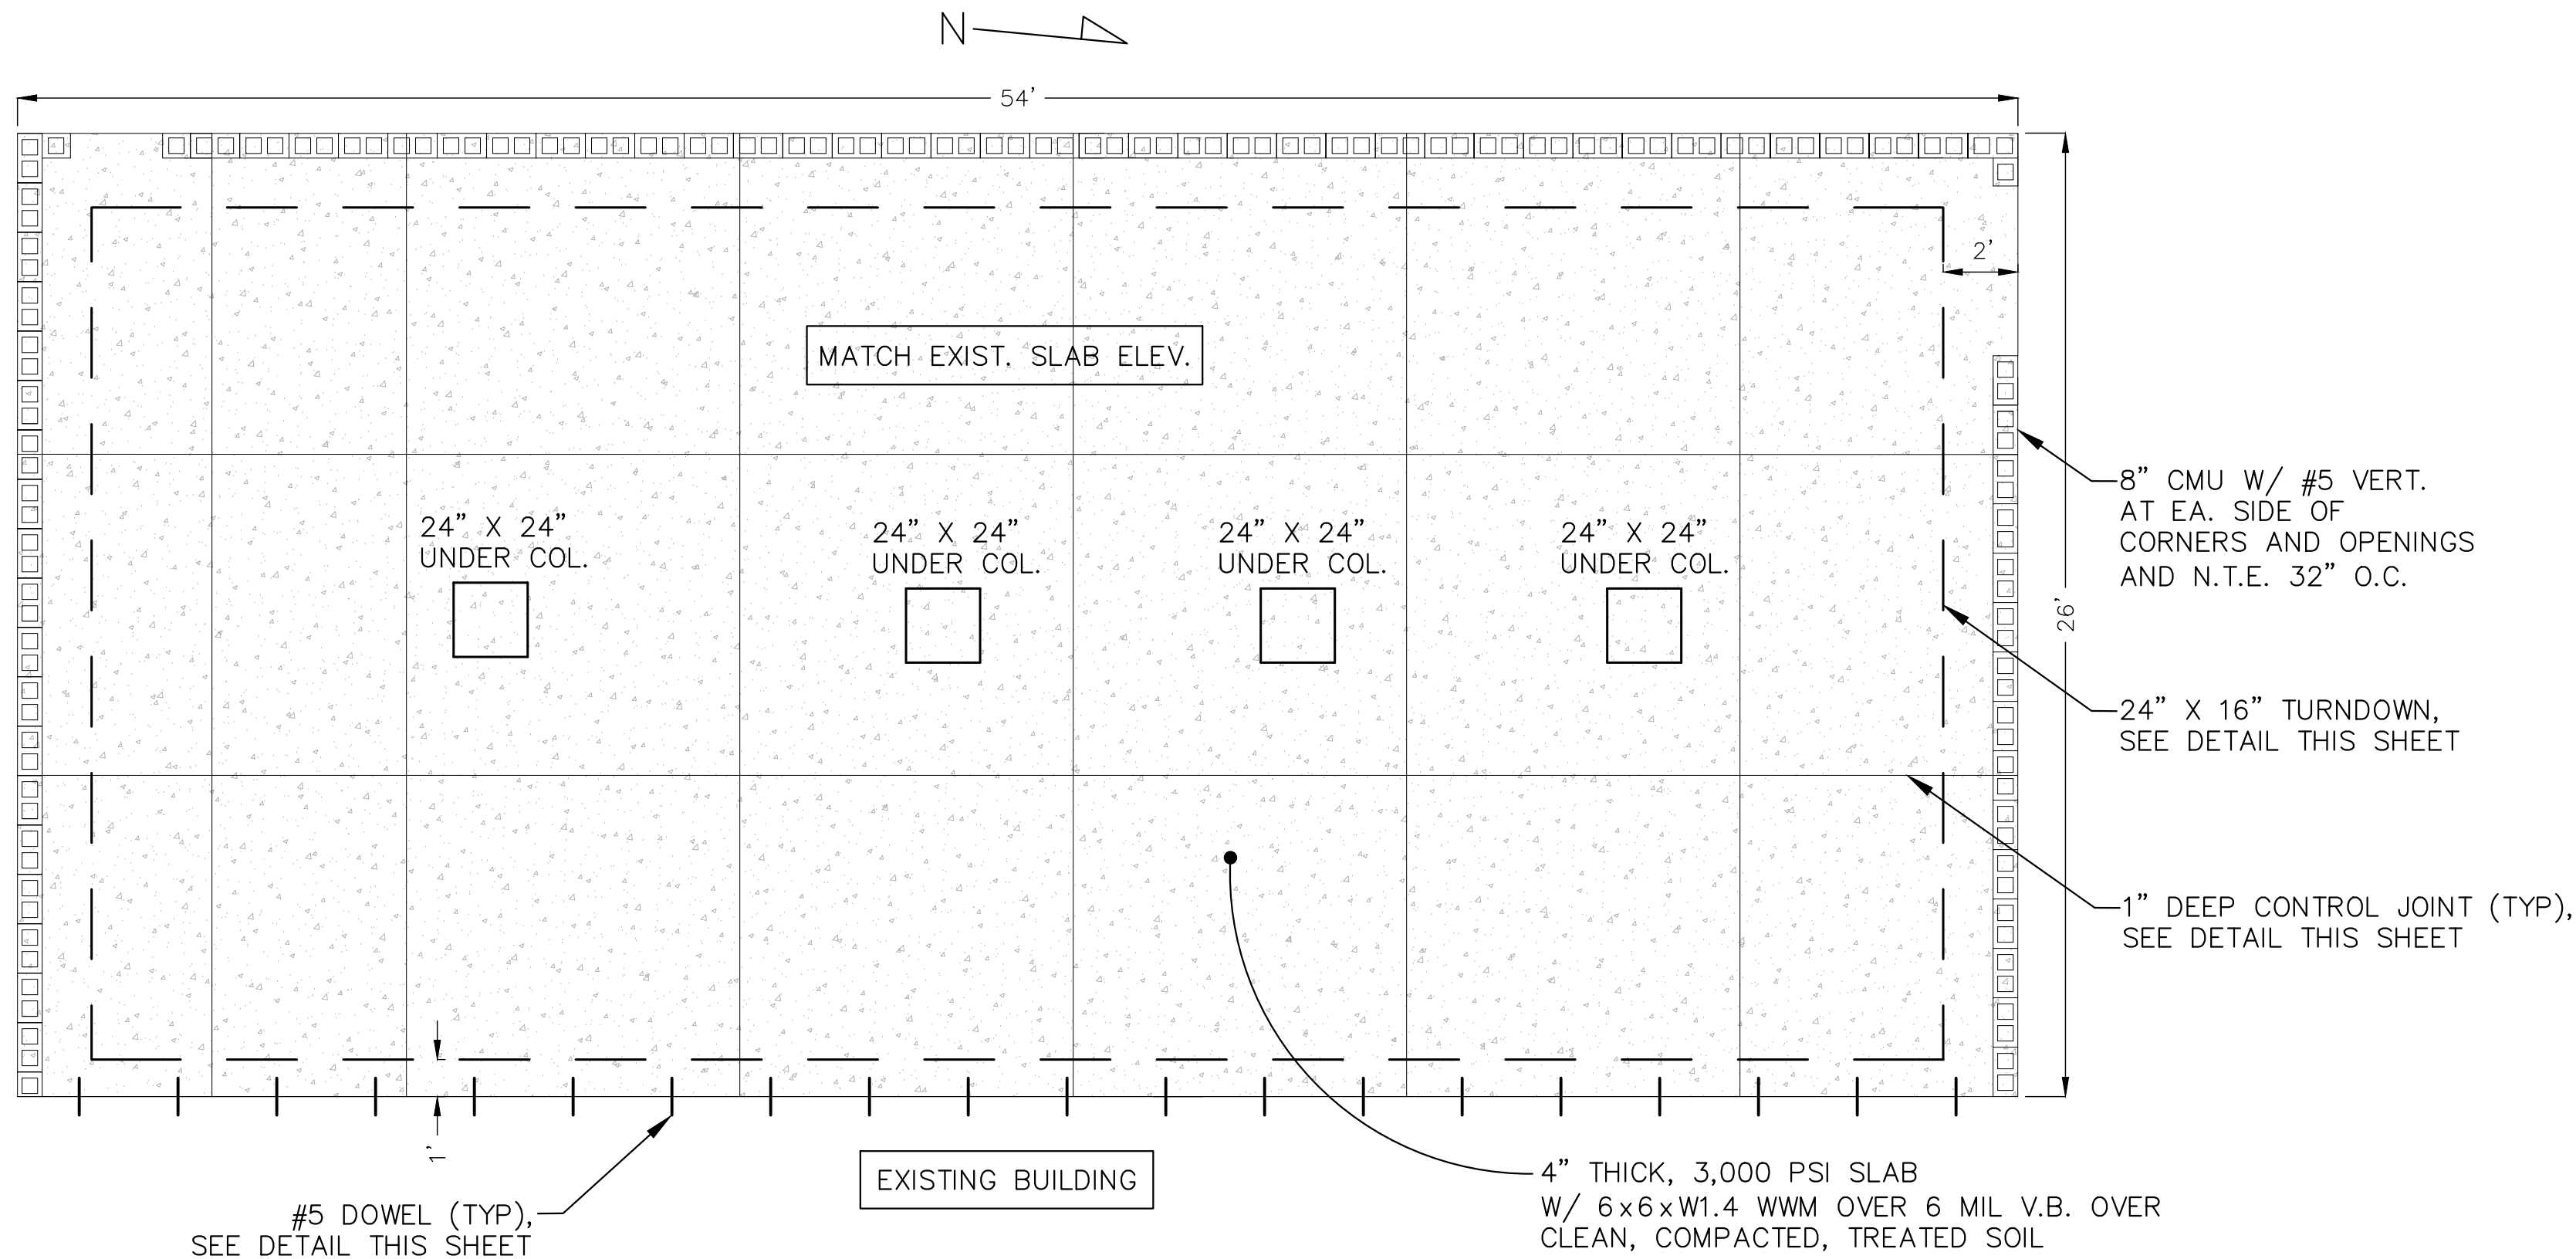 N
54'
2'
MATCH EXIST. SLAB ELEV.
8” CMU W/ #5 VERT.
AT EA. SIDE OF
CORNERS AND OPENINGS
AND N.T.E. 32” O.C.
24” X 24”
UNDER COL.
24” X 24”
UNDER COL.
24” X 24”
UNDER COL.
24” X 24”
UNDER COL.
26'
24” X 16” TURNDOWN,
SEE DETAIL THIS SHEET
1” DEEP CONTROL JOINT (TYP),
SEE DETAIL THIS SHEET
1'
EXISTING BUILDING
4” THICK, 3,000 PSI SLAB
W/ 6x6xW1.4 WWM OVER 6 MIL V.B. OVER
CLEAN, COMPACTED, TREATED SOIL
#5 DOWEL (TYP),
SEE DETAIL THIS SHEET